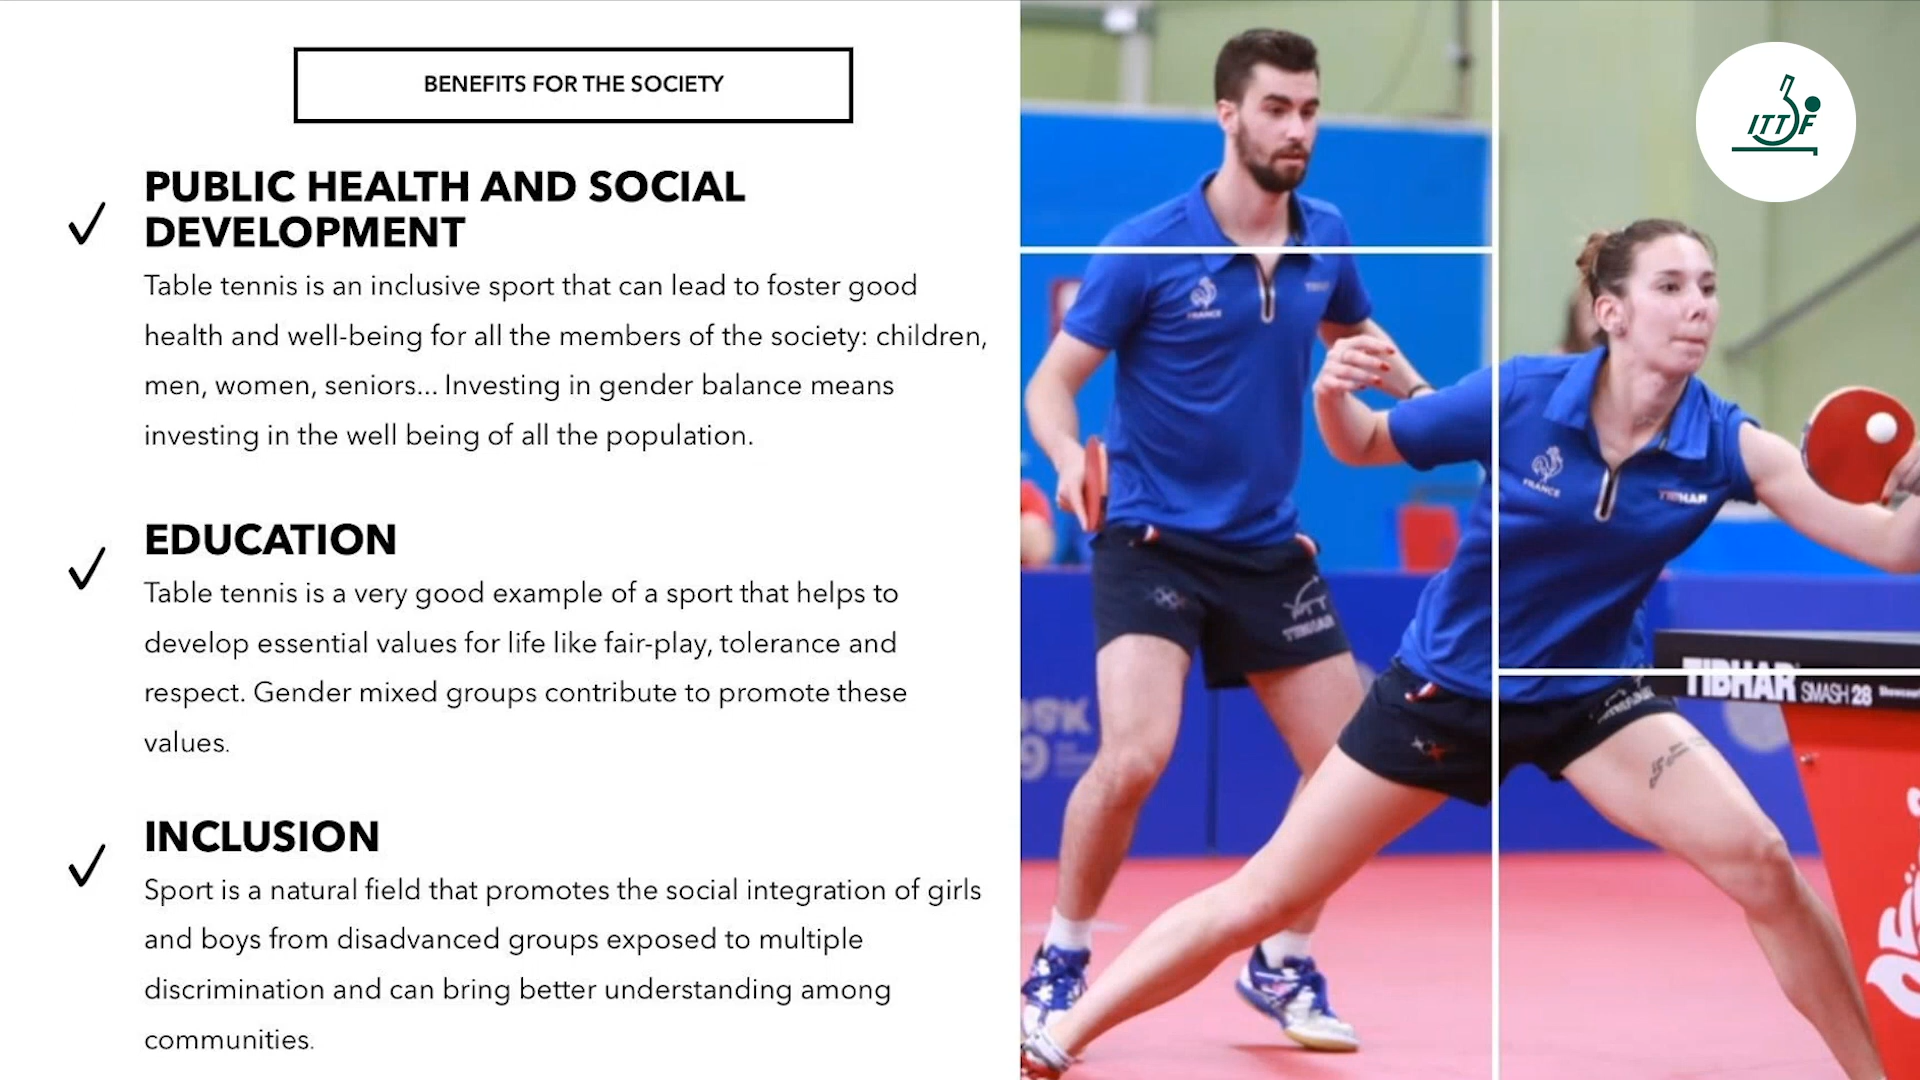 BENEFITS FOR THE SOCIETY
PUBLIC HEALTH AND SOCIAL
DEVELOPMENT
Table tennis is an inclusive sport that can lead to foster good
health and well-being for all the members of the society: children,
men, women, seniors... Investing in gender balance means
investing in the well being of all the population.
EDUCATION
Table tennis is a very good example of a sport that helps to
develop essential values for life like fair-play, tolerance and
respect. Gender mixed groups contribute to promote these
values.
INCLUSION
Sport is a natural field that promotes the social integration of girls
and boys from disadvanced groups exposed to multiple
discrimination and can bring better understanding among
communities.
ITTF
FRANCE
TIBHAR
FRANCE
TIBHAR
TIBHAR
TIBHAR SMASH 28